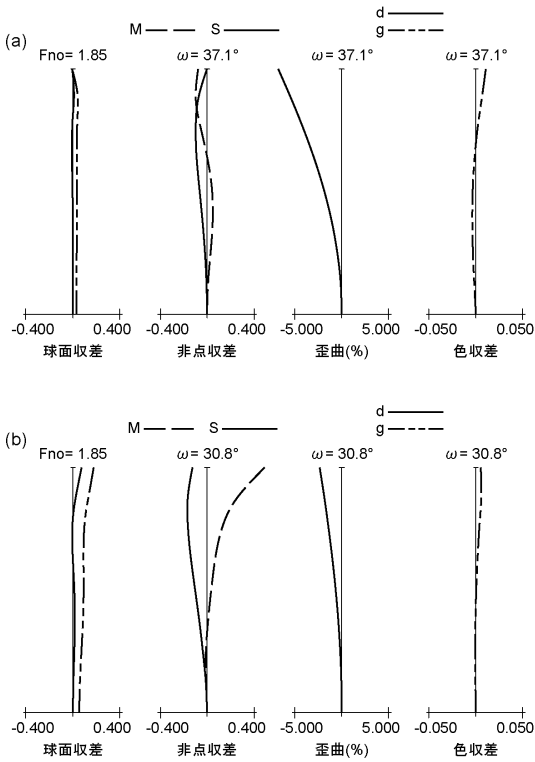 (a)
M S d
g
Fno= 1.85 ω= 37.1° ω= 37.1° ω= 37.1°
-0.400 0.400 -0.400 0.400 -5.000 5.000 -0.050 0.050
球面収差 非点収差 歪曲(%) 色収差
(b)
M S d
g
Fno= 1.85 ω= 30.8° ω= 30.8° ω= 30.8°
-0.400 0.400 -0.400 0.400 -5.000 5.000 -0.050 0.050
球面収差 非点収差 歪曲(%) 色収差